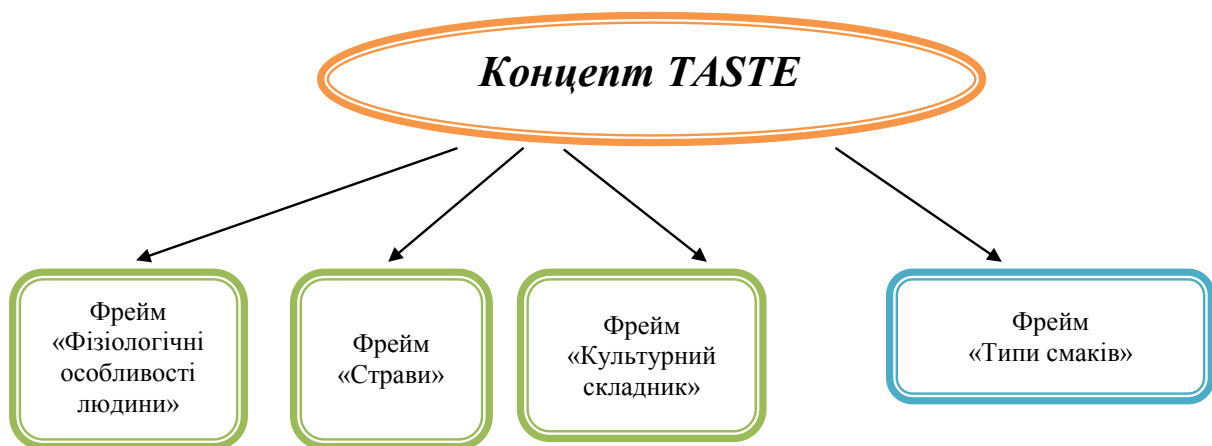 Концепт TASTE
Фрейм
«Фізіологічні
особливості
людини»
Фрейм
«Страви»
Фрейм
«Культурний
складник»
Фрейм
«Типи смаків»